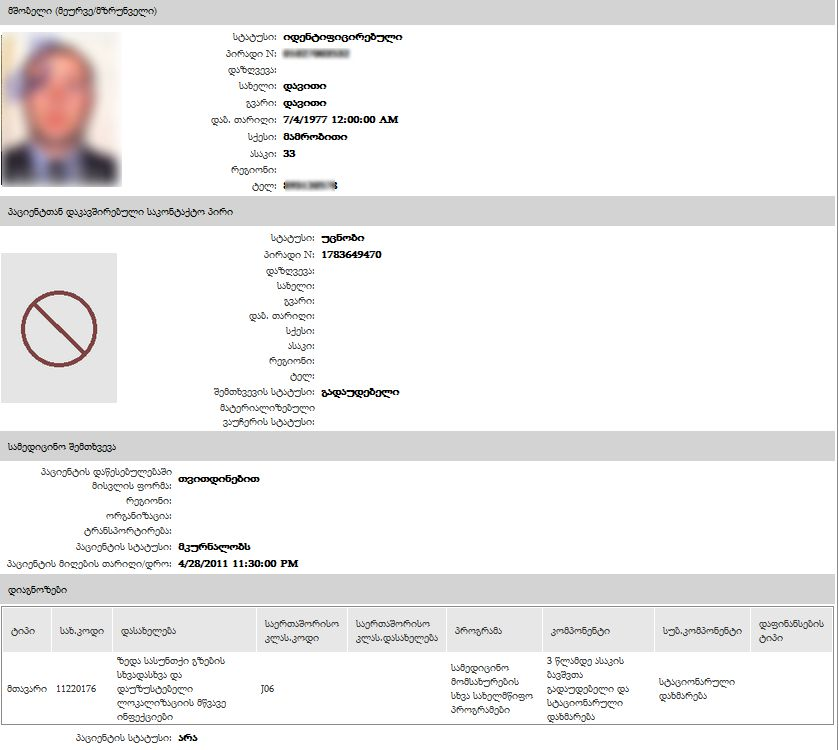 მშობელი (მეურვე/მზრუნველი)
სტატუსი: იდენტიფიცირებული
პირადი N:
დაზღვევა:
სახელი: დავითი
გვარი: დავითი
დაბ. თარიღი: 7/4/1977 12:00:00 AM
სქესი: მამრობითი
ასაკი: 33
რეგიონი:
ტელ:
პაციენტთან დაკავშირებული საკონტაქტო პირი
სტატუსი: უცნობი
პირადი N: 1783649470
დაზღვევა:
სახელი:
გვარი:
დაბ. თარიღი:
სქესი:
ასაკი:
რეგიონი:
ტელ:
შემთხვევის სტატუსი: გადაუდებელი
მატერიალიზებული
ვაუჩერის სტატუსი:
სამედიცინო შემთხვევა
პაციენტის დაწესებულებაში
მისვლის ფორმა: თვითდინებით
რეგიონი:
ორგანიზაცია:
ტრანსპორტირება:
პაციენტის სტატუსი: მკურნალობს
პაციენტის მიღების თარიღი/დრო: 4/28/2011 11:30:00 PM
დიაგნოზები
ტიპი სახ.კოდი დასახელება საერთაშორისო კლას.კოდი საერთაშორისო კლას.დასახელება პროგრამა კომპონენტი სუბ.კომპონენტი დაფინანსების ტიპი
მთავარი 11220176
ზედა სასუნთქი გზების
სხვადასხვა და
დაუზუსტებელი
ლოკალიზაციის მწვავე
ინფექციები
J06
სამედიცინო
მომსახურების
სხვა სახელმწიფო
პროგრამები
3 წლამდე ასაკის
ბავშვთა
გადაუდებელი და
სტაციონარული
დახმარება
სტაციონარული
დახმარება
პაციენტის სტატუსი: არა